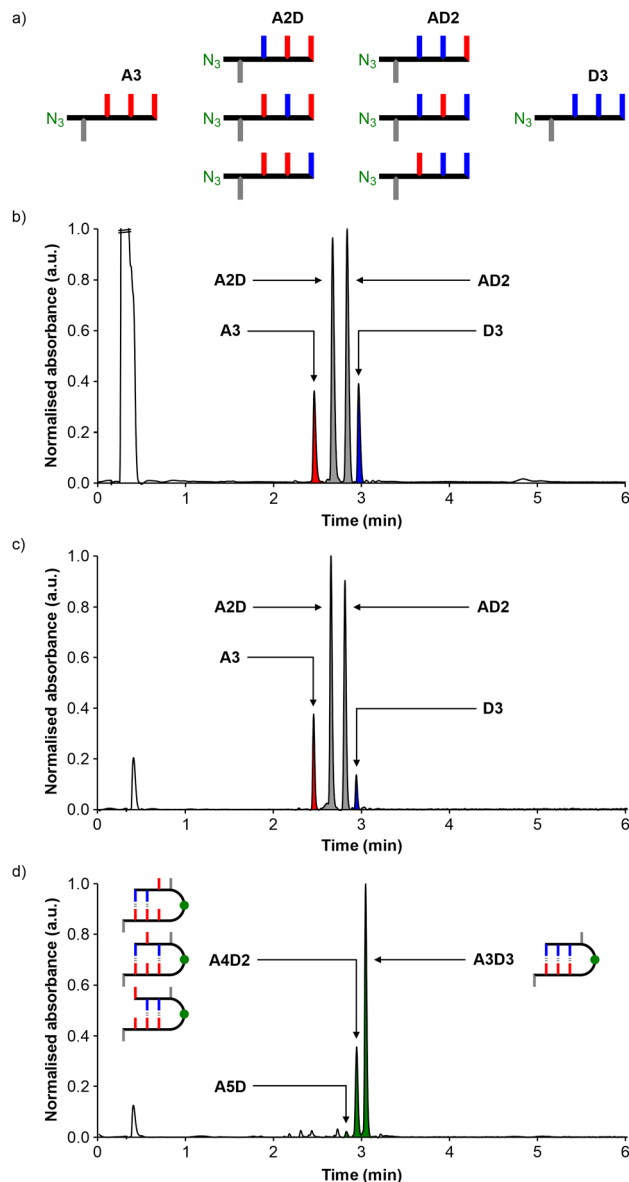 a)
A3
A2D
AD2
D3
N3
N3
N3
N3
N3
N3
N3
N3
b)
Normalised absorbance (a.u.)
1.0
0.8
0.6
0.4
0.2
0.0
A2D
AD2
A3
D3
0 1 2 3 4 5 6
Time (min)
c)
Normalised absorbance (a.u.)
1.0
0.8
0.6
0.4
0.2
0.0
A2D
AD2
A3
D3
0 1 2 3 4 5 6
Time (min)
d)
Normalised absorbance (a.u.)
1.0
0.8
0.6
0.4
0.2
0.0
A4D2
A3D3
A5D
0 1 2 3 4 5 6
Time (min)